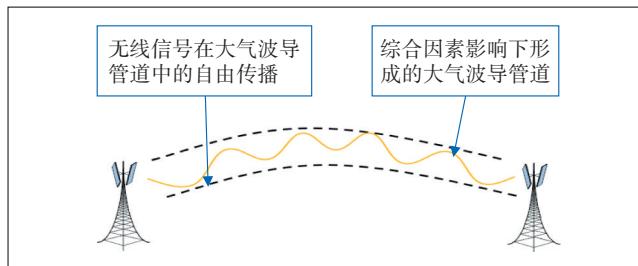 无线信号在大气波导
管道中的自由传播
综合因素影响下形
成的大气波导管道